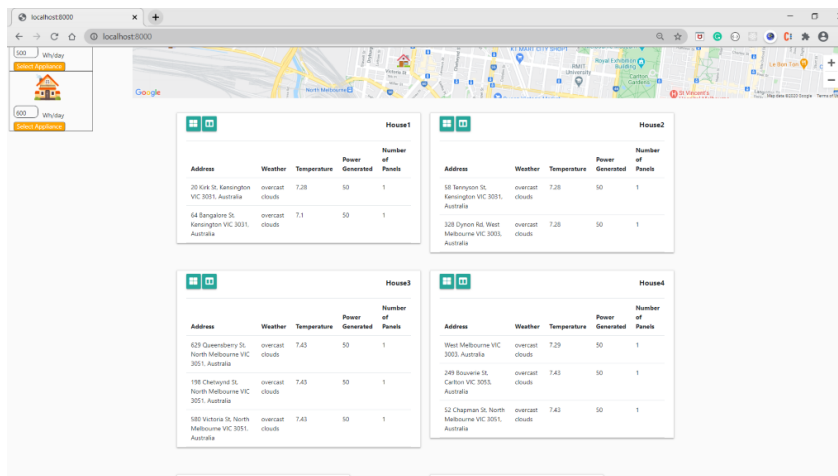 localhost:8000
localhost:8000
500 Wh/day
Select Appliance
600 Wh/day
Select Appliance
Google
North Melbourne
RMIT
University
Royal Exhibition
Building
Carlton
Gardens
St Vincent's
Map data ©2020 Google Terms of
House1
Address Weather Temperature Power Generated Number of Panels
20 Kirk St, Kensington overcast 7.28 50 1
VIC 3031, Australia clouds
64 Bangalore St, overcast 7.1 50 1
Kensington VIC 3031, clouds
Australia
House2
Address Weather Temperature Power Generated Number of Panels
58 Tennyson St, overcast 7.28 50 1
Kensington VIC 3031, clouds
Australia
328 Dynon Rd, West overcast 7.28 50 1
Melbourne VIC 3003, clouds
Australia
House3
Address Weather Temperature Power Generated Number of Panels
629 Queensberry St, overcast 7.43 50 1
North Melbourne VIC clouds
3051, Australia
198 Chetwynd St, overcast 7.43 50 1
North Melbourne VIC clouds
3051, Australia
580 Victoria St, North overcast 7.43 50 1
Melbourne VIC 3051, clouds
Australia
House4
Address Weather Temperature Power Generated Number of Panels
West Melbourne VIC overcast 7.29 50 1
3003, Australia clouds
249 Bouverie St, overcast 7.43 50 1
Carlton VIC 3053, clouds
Australia
52 Chapman St, North overcast 7.43 50 1
Melbourne VIC 3051, clouds
Australia